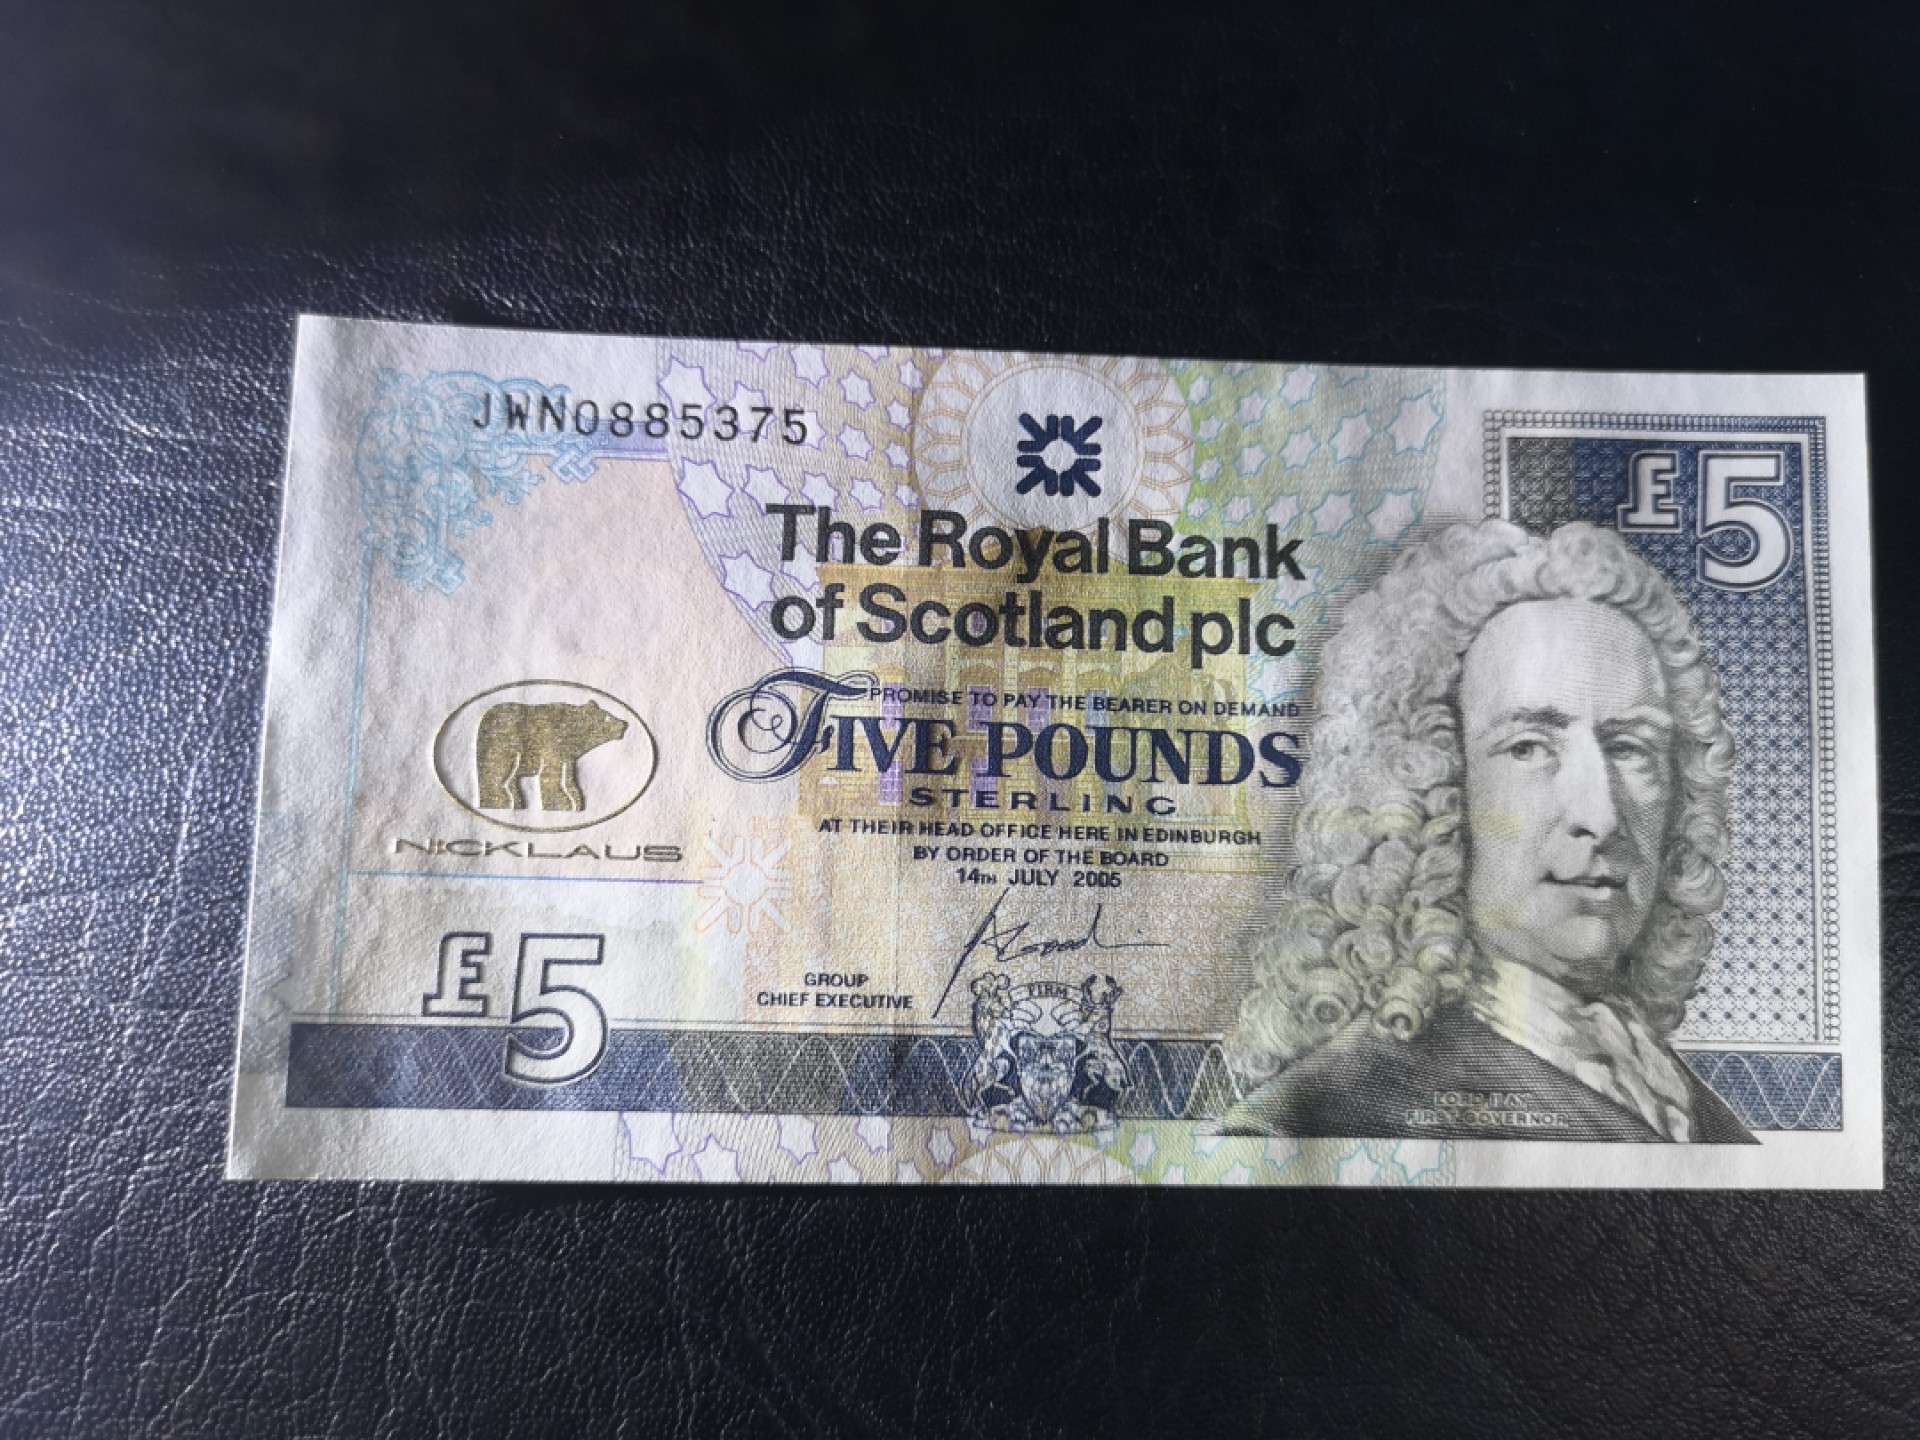 JWN0885375
£5
The Royal Bank
of Scotland plc
PROMISE TO PAY THE BEARER ON DEMAND
FIVE POUNDS
STERLING
AT THEIR HEAD OFFICE HERE IN EDINBURGH
BY ORDER OF THE BOARD
14TH JULY 2005
NICKLAUS
£5
GROUP
CHIEF EXECUTIVE
FIRM
LORD ILAY
FIRST GOVERNOR